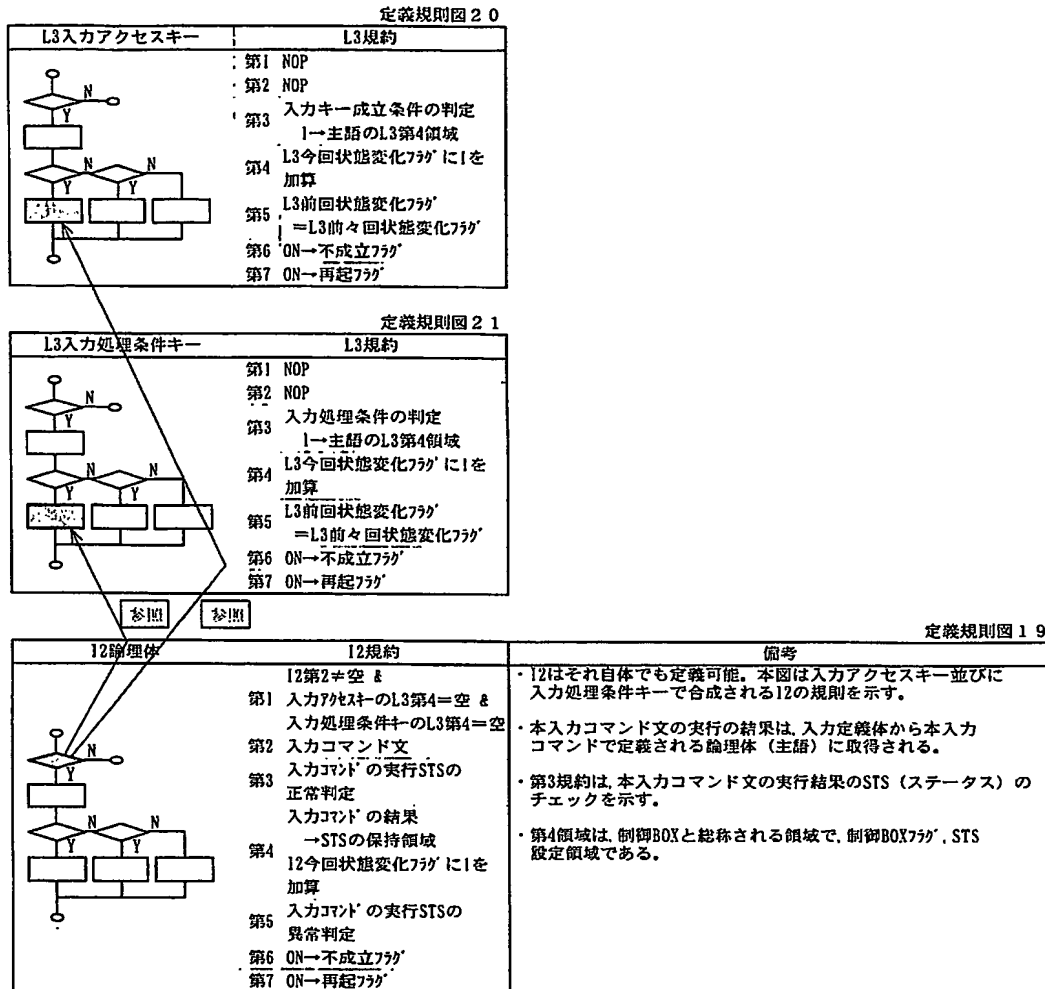 定義規則図20
L3入力アクセスキー L3規約
第1 NOP
第2 NOP
第3 入力キー成立条件の判定
1→主語のL3第4領域
第4 L3今回状態変化フラグに1を
加算
第5 L3前回状態変化フラグ
=L3前々回状態変化フラグ
第6 ON→不成立フラグ
第7 ON→再起フラグ
N
Y
N N
Y Y
定義規則図21
L3入力処理条件キー L3規約
第1 NOP
第2 NOP
第3 入力処理条件の判定
1→主語のL3第4領域
第4 L3今回状態変化フラグに1を
加算
第5 L3前回状態変化フラグ
=L3前々回状態変化フラグ
第6 ON→不成立フラグ
第7 ON→再起フラグ
N
Y
N N
Y Y
参照 参照
定義規則図19
I2論理体 I2規約 備考
I2第2≠空 &
第1 入力アクセスキーのL3第4=空 &
入力処理条件キーのL3第4=空
第2 入力コマンド文
第3 入力コマンドの実行STSの
正常判定
入力コマンドの結果
→STSの保持領域
第4 I2今回状態変化フラグに1を
加算
第5 入力コマンドの実行STSの
異常判定
第6 ON→不成立フラグ
第7 ON→再起フラグ
N
Y
N N
Y Y
・I2はそれ自体でも定義可能。本図は入力アクセスキー並びに
入力処理条件キーで合成されるI2の規則を示す。
・本入力コマンド文の実行の結果は、入力定義体から本入力
コマンドで定義される論理体（主語）に取得される。
・第3規約は、本入力コマンド文の実行結果のSTS（ステータス）の
チェックを示す。
・第4領域は、制御BOXと総称される領域で、制御BOXフラグ、STS
設定領域である。